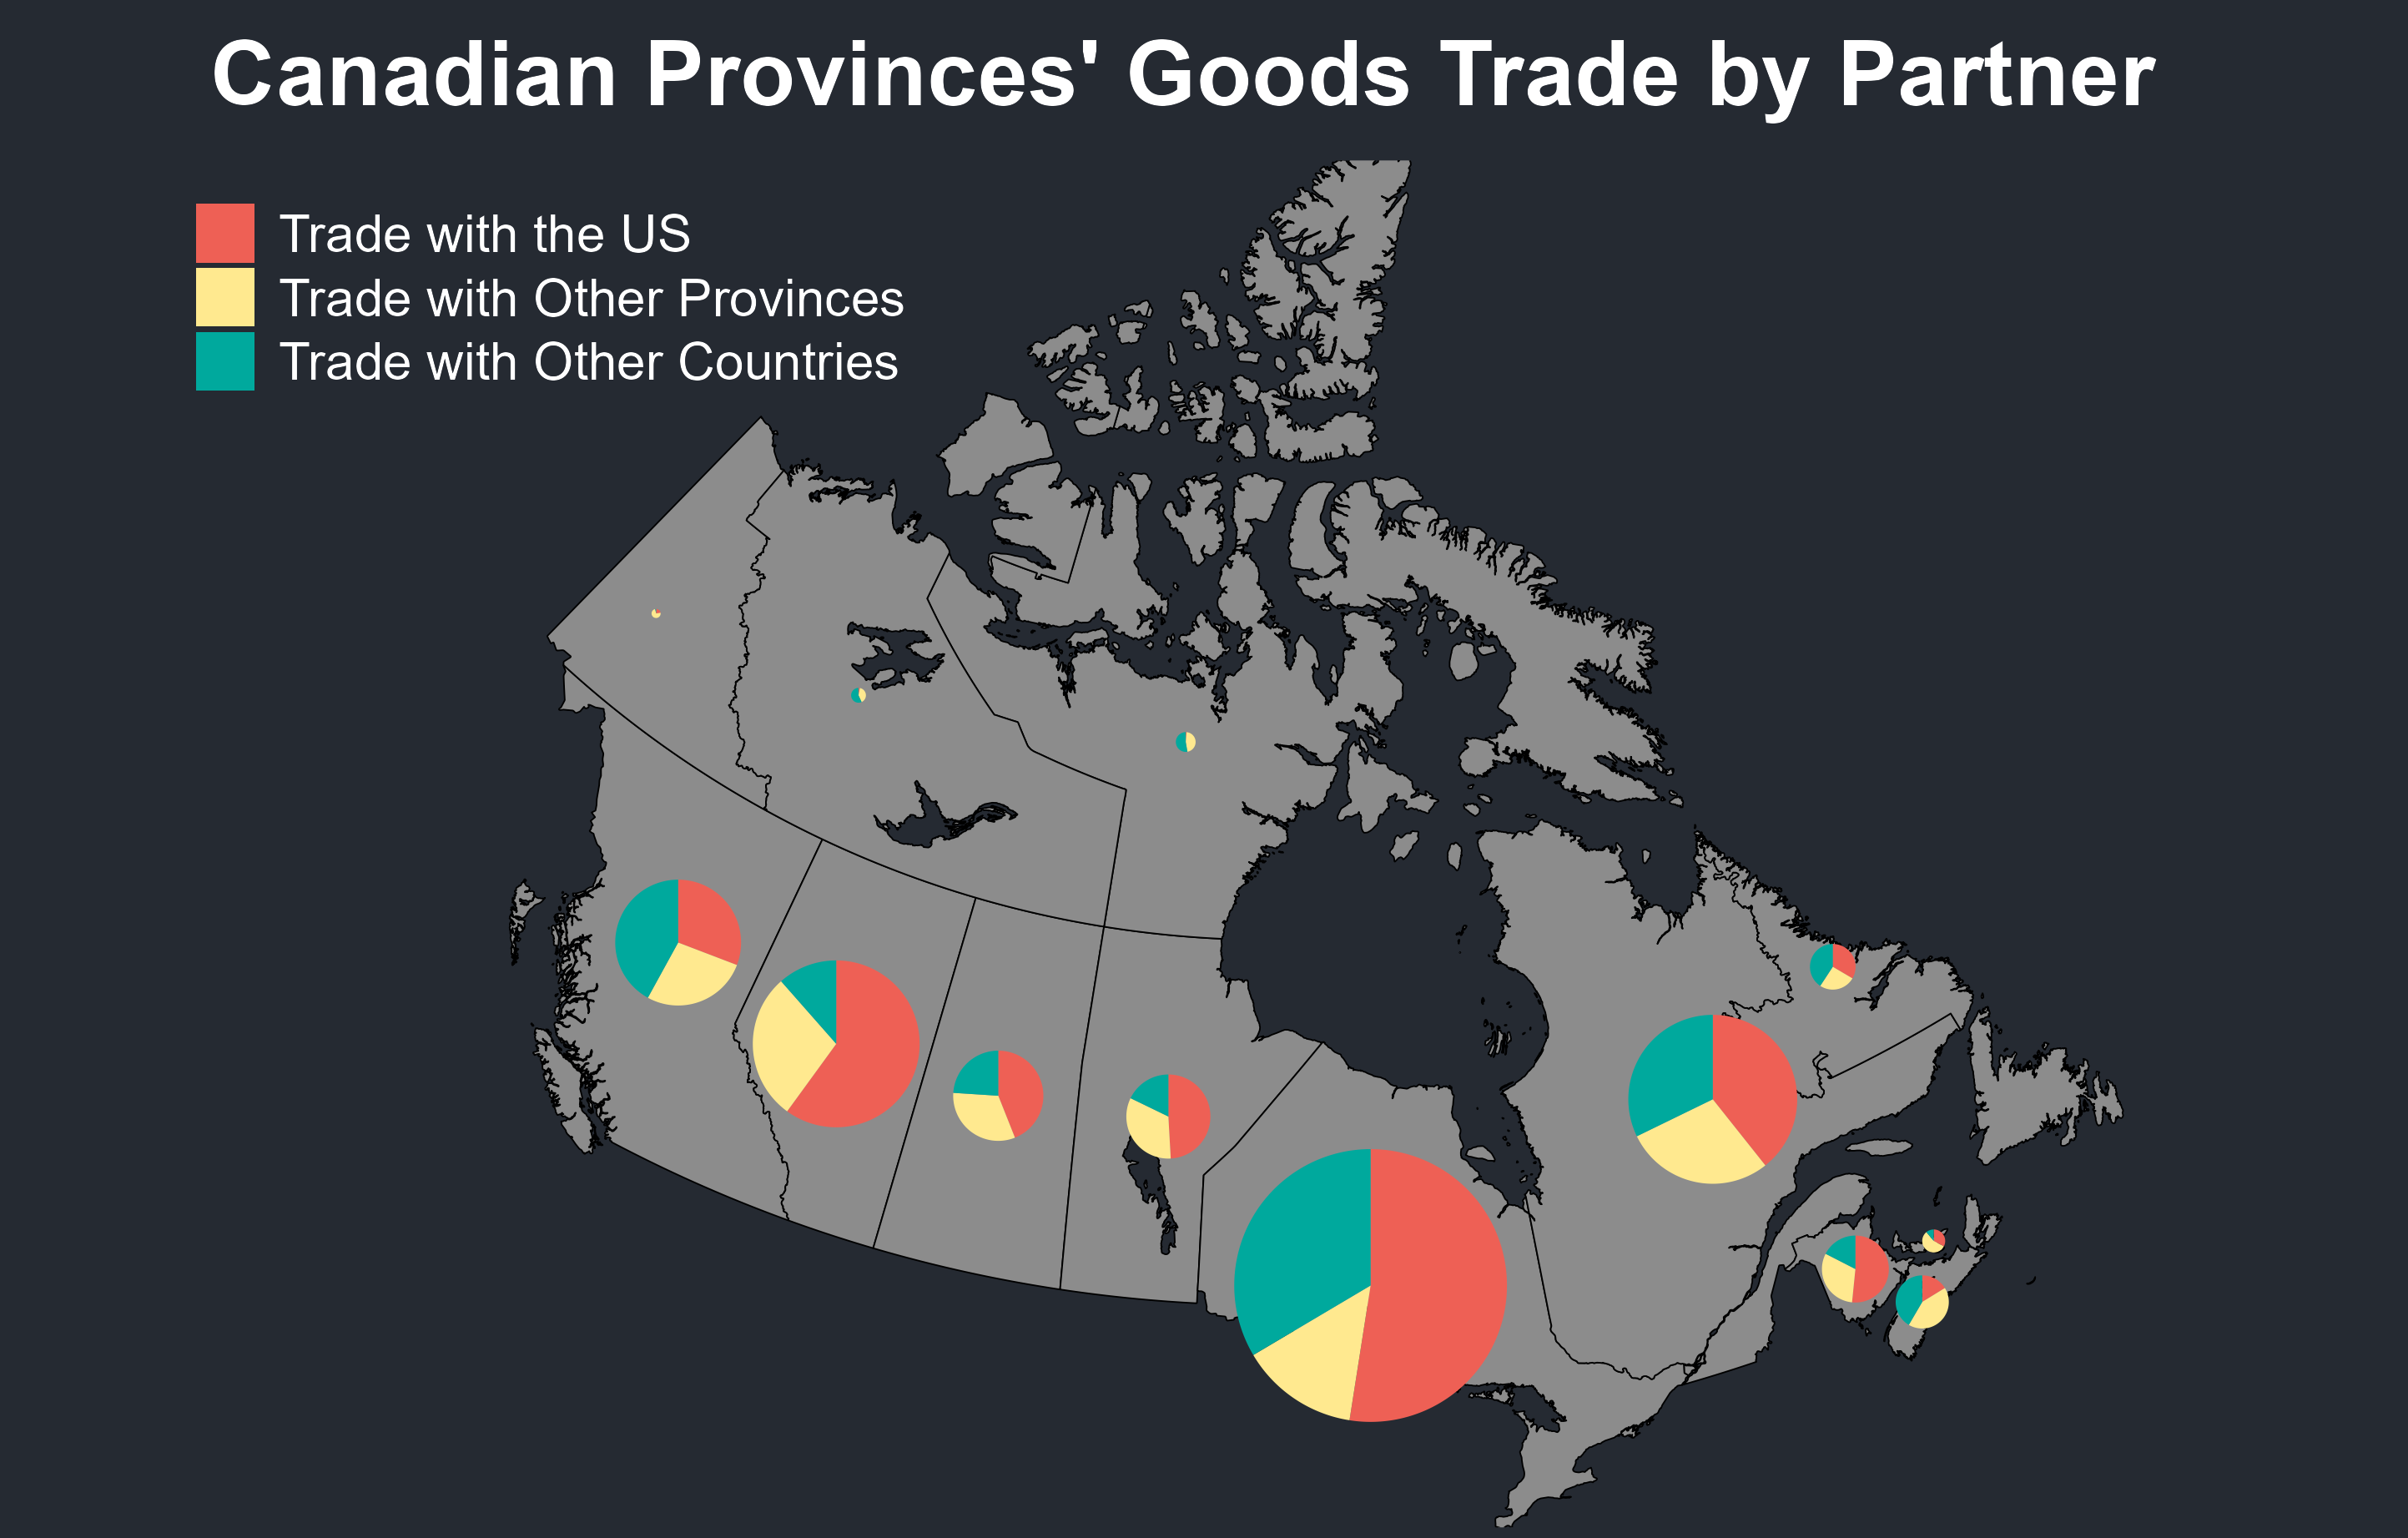 Canadian Provinces' Goods Trade by Partner
Trade with the US
Trade with Other Provinces
Trade with Other Countries